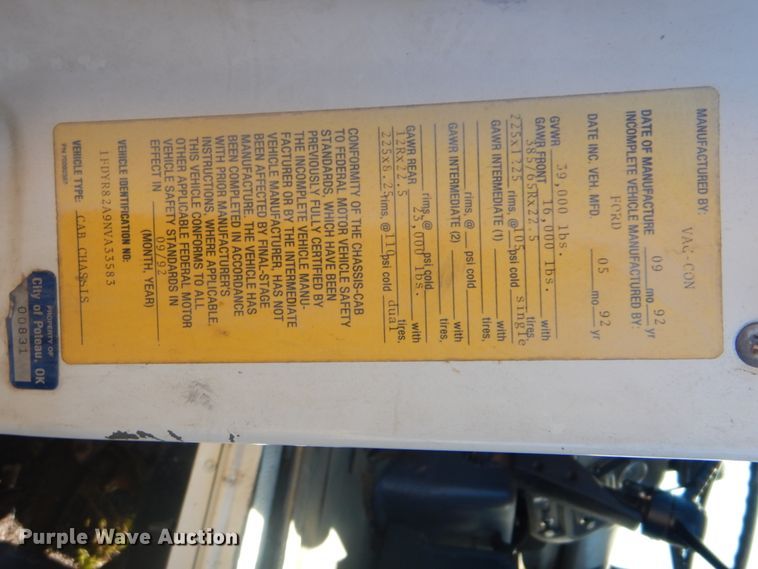 MANUFACTURED BY: VAC-CON
DATE OF MANUFACTURE 09 mo 92 yr
INCOMPLETE VEHICLE MANUFACTURED BY:
FORD
DATE INC. VEH. MFD. 05 mo 92 yr
GVWR 39,000 lbs.
GAWR FRONT 16,000 lbs. with
385/65Rx22.5 tires,
225x12.25 rims, @ 105 psi cold single
GAWR INTERMEDIATE (1) with
tires,
rims, @ psi cold
GAWR INTERMEDIATE (2) with
tires,
rims, @ psi cold
GAWR REAR 23,000 lbs. with
12Rx22.5 tires,
225x8.25 rims, @ 110 psi cold dual
CONFORMITY OF THE CHASSIS-CAB
TO FEDERAL MOTOR VEHICLE SAFETY
STANDARDS, WHICH HAVE BEEN
PREVIOUSLY FULLY CERTIFIED BY
THE INCOMPLETE VEHICLE MANU-
FACTURER OR BY THE INTERMEDIATE
VEHICLE MANUFACTURER, HAS NOT
BEEN AFFECTED BY FINAL-STAGE
MANUFACTURE. THE VEHICLE HAS
BEEN COMPLETED IN ACCORDANCE
WITH PRIOR MANUFACTURER'S
INSTRUCTIONS, WHERE APPLICABLE,
THIS VEHICLE CONFORMS TO ALL
OTHER APPLICABLE FEDERAL MOTOR
VEHICLE SAFETY STANDARDS IN
EFFECT IN 09/92
(MONTH, YEAR)
VEHICLE IDENTIFICATION NO:
1FDYR82A9NVA33583
VEHICLE TYPE: CAB CHASSIS
PROPERTY OF
City of Poteau, OK
00831
Purple Wave Auction